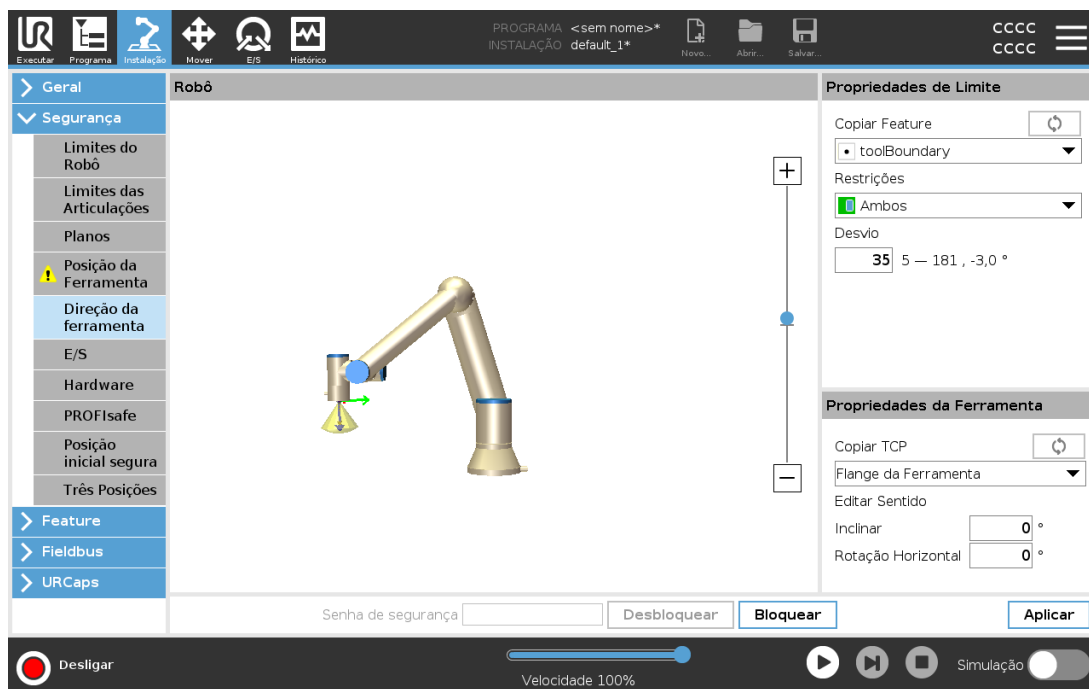 UR
PROGRAMA <sem nome>*
INSTALAÇÃO default_1*
CCCC
CCCC
Executar Programa Instalação Mover E/S Histórico Novo... Abrir... Salvar...
Geral
Segurança
Limites do
Robô
Limites das
Articulações
Planos
Posição da
Ferramenta
Direção da
ferramenta
E/S
Hardware
PROFIsafe
Posição
inicial segura
Três Posições
Feature
Fieldbus
URCaps
Robô
Propriedades de Limite
Copiar Feature
toolBoundary
Restrições
Ambos
Desvio
35 5 — 181 , -3,0 °
Propriedades da Ferramenta
Copiar TCP
Flange da Ferramenta
Editar Sentido
Inclinar 0 °
Rotação Horizontal 0 °
Senha de segurança Desbloquear Bloquear Aplicar
Desligar
Velocidade 100%
Simulação